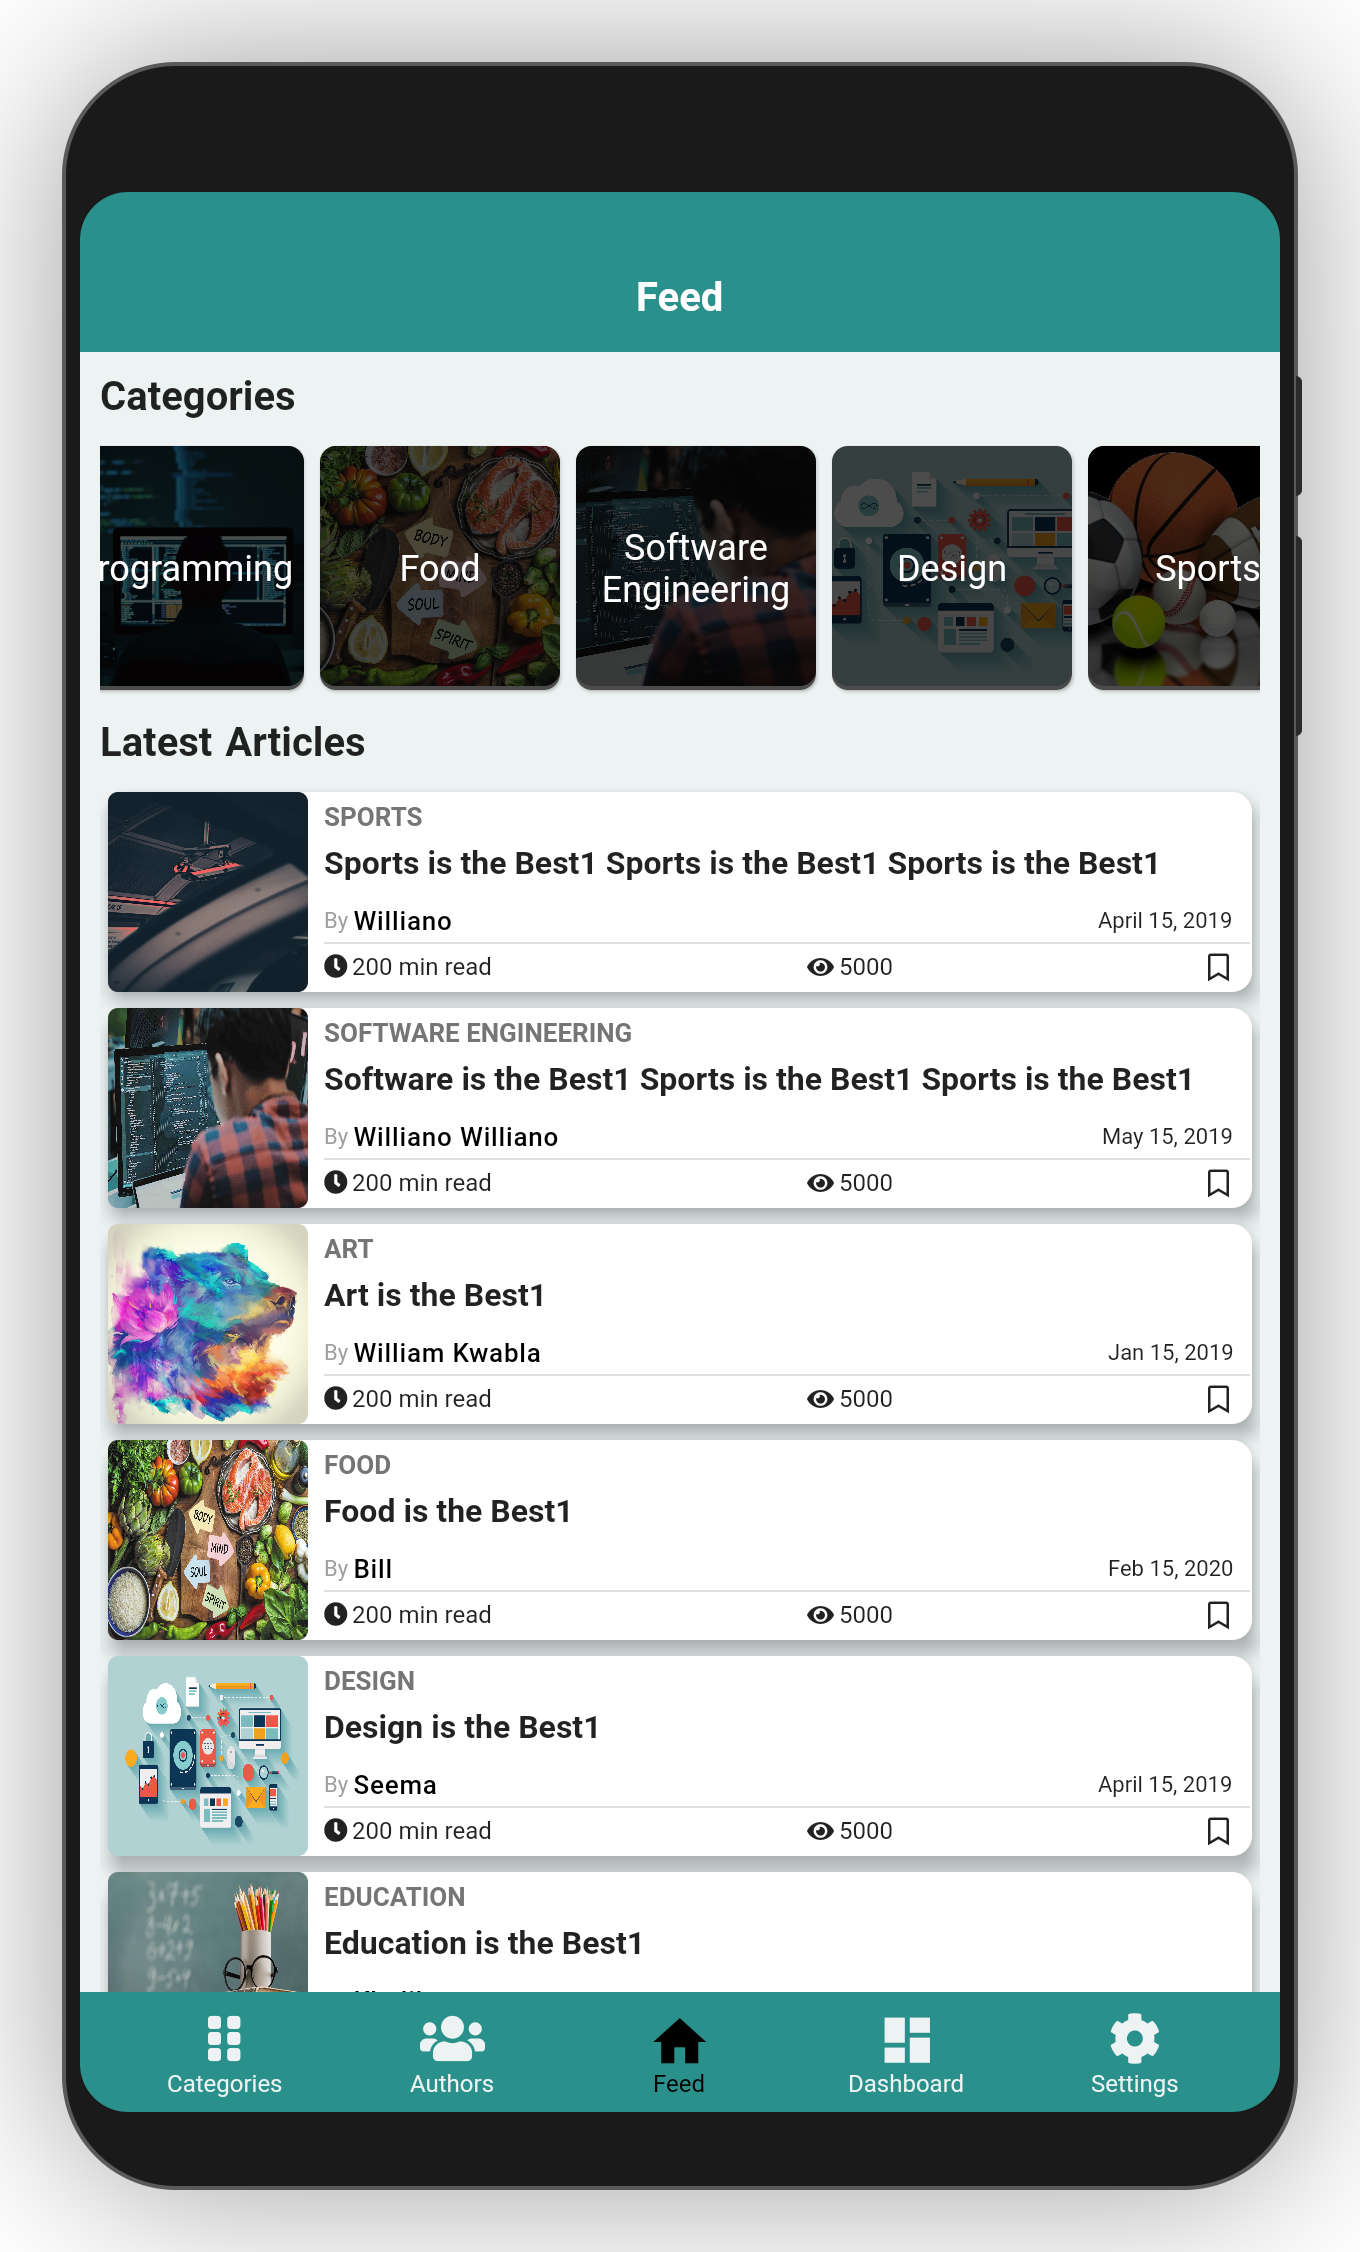 Feed
Categories
rogramming
Food
Software
Engineering
Design
Sports
BODY
SOUL
SPIRIT
Latest Articles
SPORTS
Sports is the Best1 Sports is the Best1 Sports is the Best1
By Williano
April 15, 2019
200 min read
5000
SOFTWARE ENGINEERING
Software is the Best1 Sports is the Best1 Sports is the Best1
By Williano Williano
May 15, 2019
200 min read
5000
ART
Art is the Best1
By William Kwabla
Jan 15, 2019
200 min read
5000
FOOD
Food is the Best1
BODY
MIND
SOUL
SPIRIT
By Bill
Feb 15, 2020
200 min read
5000
DESIGN
Design is the Best1
By Seema
April 15, 2019
200 min read
5000
EDUCATION
Education is the Best1
Categories
Authors
Feed
Dashboard
Settings